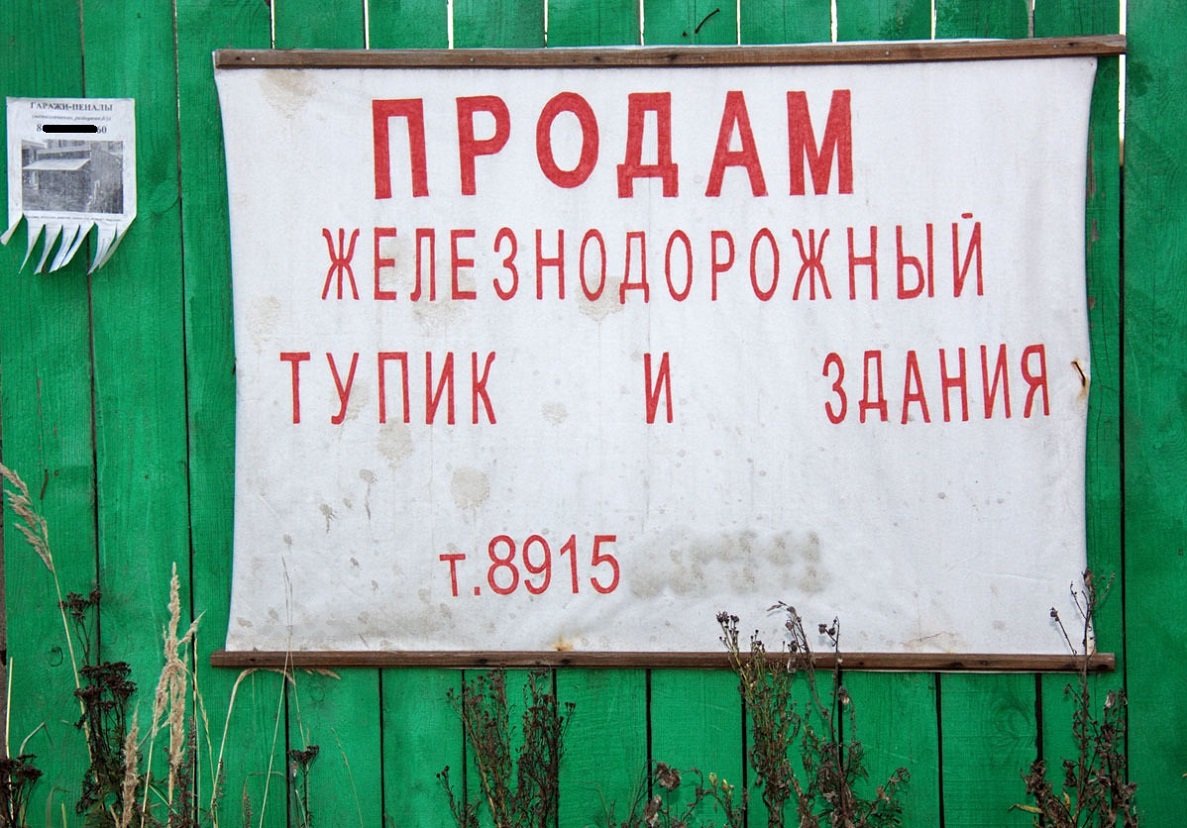 ГАРАЖИ-ПЕНАЛЫ
ПРОДАМ
ЖЕЛЕЗНОДОРОЖНЫЙ
ТУПИК И ЗДАНИЯ
т.8915